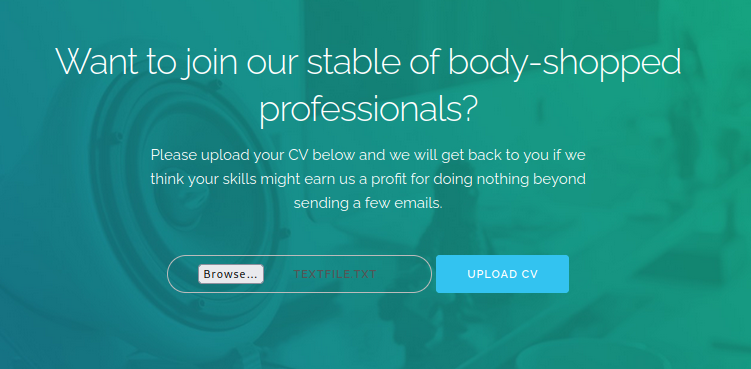 Want to join our stable of body-shopped
professionals?
Please upload your CV below and we will get back to you if we
think your skills might earn us a profit for doing nothing beyond
sending a few emails.
Browse... TEXTFILE.TXT UPLOAD CV